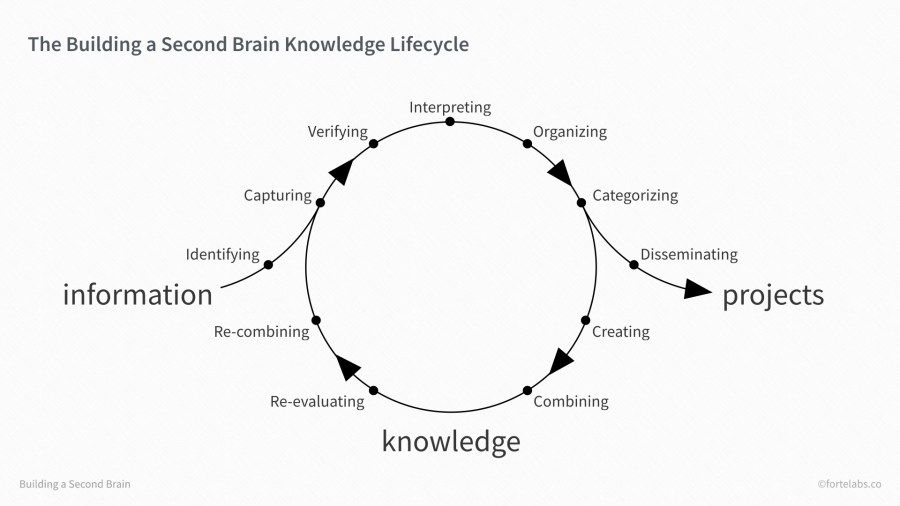 The Building a Second Brain Knowledge Lifecycle
Interpreting
Verifying
Organizing
Capturing
Categorizing
Identifying
Disseminating
information
projects
Re-combining
Creating
Re-evaluating
Combining
knowledge
Building a Second Brain
©fortelabs.co